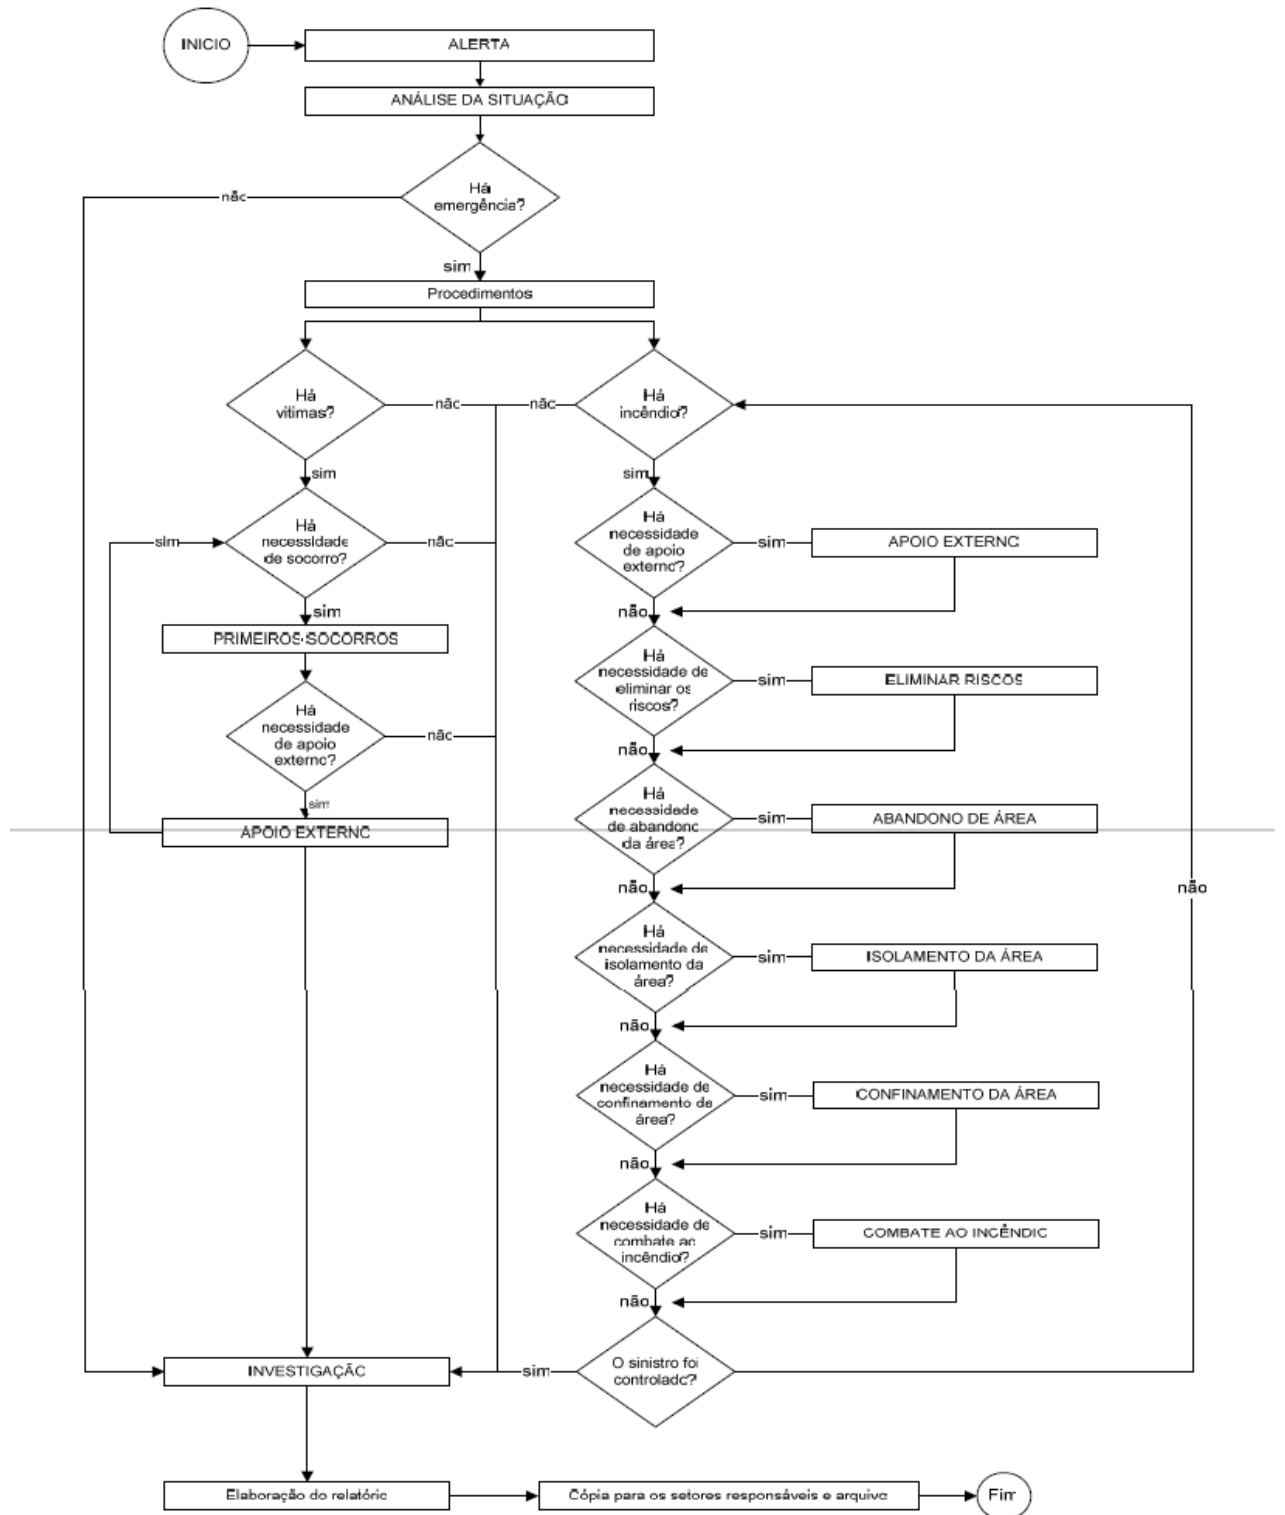 INICIO
ALERTA
ANÁLISE DA SITUAÇÃO
Há
emergência?
não
sim
Procedimentos
Há
vítimas?
não
não
Há
incêndio?
sim
sim
Há
necessidade
de socorro?
sim
não
Há
necessidade
de apoio
externo?
sim
APOIO EXTERNO
sim
não
PRIMEIROS SOCORROS
Há
necessidade de
eliminar os
riscos?
sim
ELIMINAR RISCOS
Há
necessidade
de apoio
externo?
não
não
sim
APOIO EXTERNO
Há
necessidade
de abandono
da área?
sim
ABANDONO DE ÁREA
não
não
Há
necessidade de
isolamento da
área?
sim
ISOLAMENTO DA ÁREA
não
Há
necessidade de
confinamento da
área?
sim
CONFINAMENTO DA ÁREA
não
Há
necessidade de
combate ao
incêndio?
sim
COMBATE AO INCÊNDIO
não
O sinistro foi
controlado?
sim
INVESTIGAÇÃO
Elaboração do relatório
Cópia para os setores responsáveis e arquivo
Fim